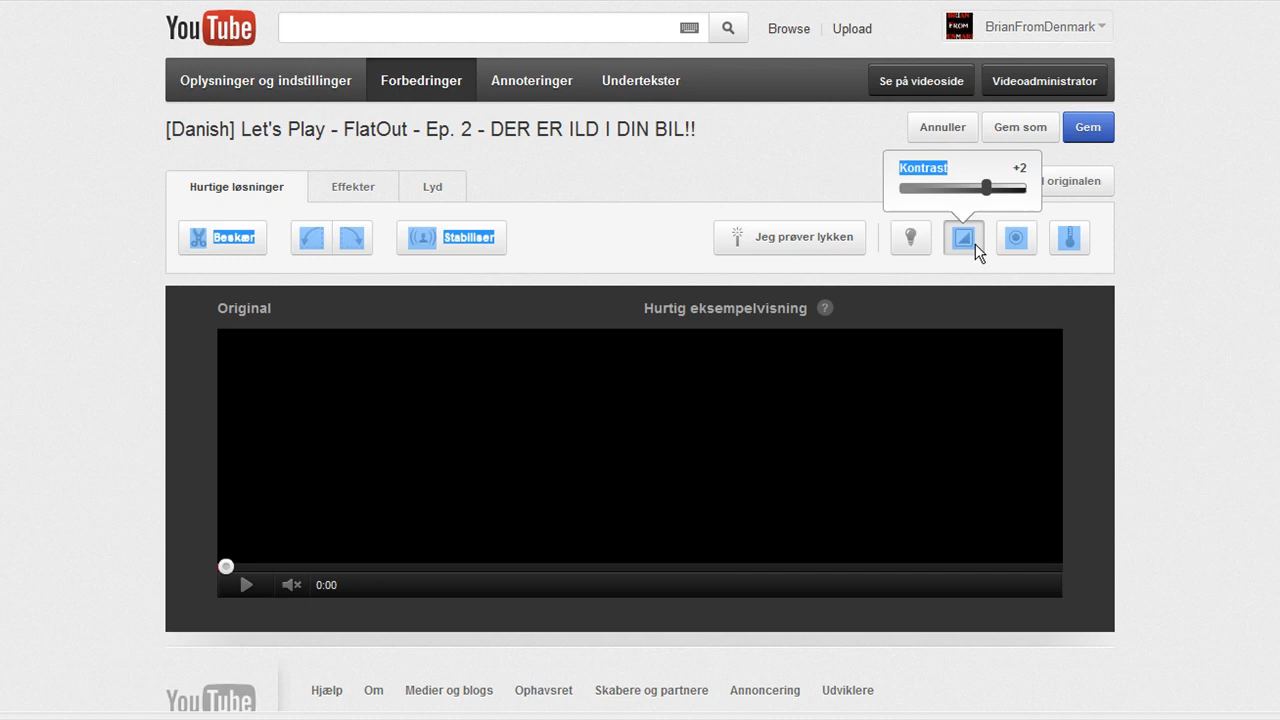 YouTube
Browse
Upload
BrianFromDenmark
Oplysninger og indstillinger
Forbedringer
Annoteringer
Undertekster
Se på videoside
Videoadministrator
[Danish] Let's Play - FlatOut - Ep. 2 - DER ER ILD I DIN BIL!!
Annuller
Gem som
Gem
Kontrast +2
originalen
Hurtige løsninger
Effekter
Lyd
Beskær
Stabiliser
Jeg prøver lykken
Original
Hurtig eksempelvisning ?
0:00
YouTube
Hjælp
Om
Medier og blogs
Ophavsret
Skabere og partnere
Annoncering
Udviklere